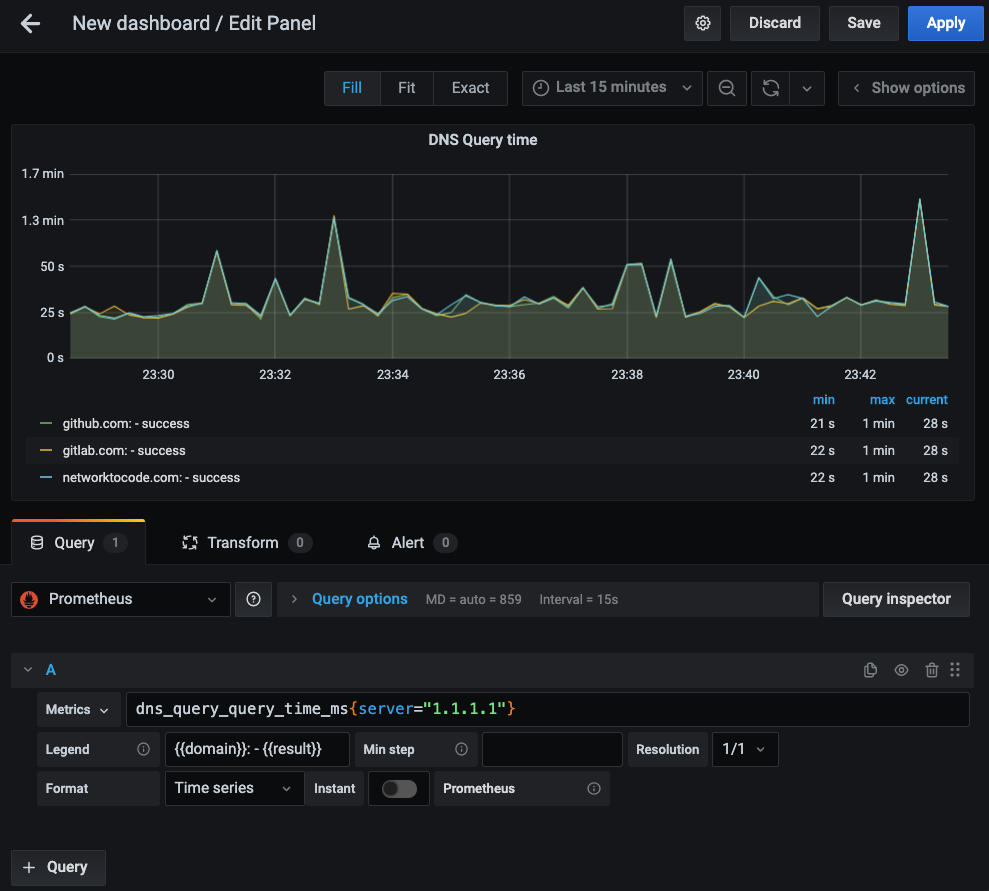 New dashboard / Edit Panel Discard Save Apply
Fill Fit Exact Last 15 minutes Show options
DNS Query time
1.7 min
1.3 min
50 s
25 s
0 s
23:30 23:32 23:34 23:36 23:38 23:40 23:42
min max current
github.com: - success 21 s 1 min 28 s
gitlab.com: - success 22 s 1 min 28 s
networktocode.com: - success 22 s 1 min 28 s
Query 1 Transform 0 Alert 0
Prometheus Query options MD = auto = 859 Interval = 15s Query inspector
A
Metrics dns_query_query_time_ms{server="1.1.1.1"}
Legend {{domain}}: - {{result}} Min step Resolution 1/1
Format Time series Instant Prometheus
+ Query